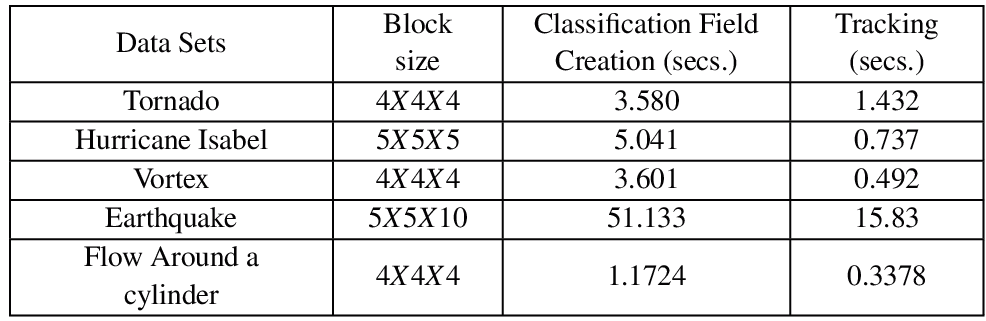 Data Sets Block size Classification Field Creation (secs.) Tracking (secs.)
Tornado 4X4X4 3.580 1.432
Hurricane Isabel 5X5X5 5.041 0.737
Vortex 4X4X4 3.601 0.492
Earthquake 5X5X10 51.133 15.83
Flow Around a cylinder 4X4X4 1.1724 0.3378